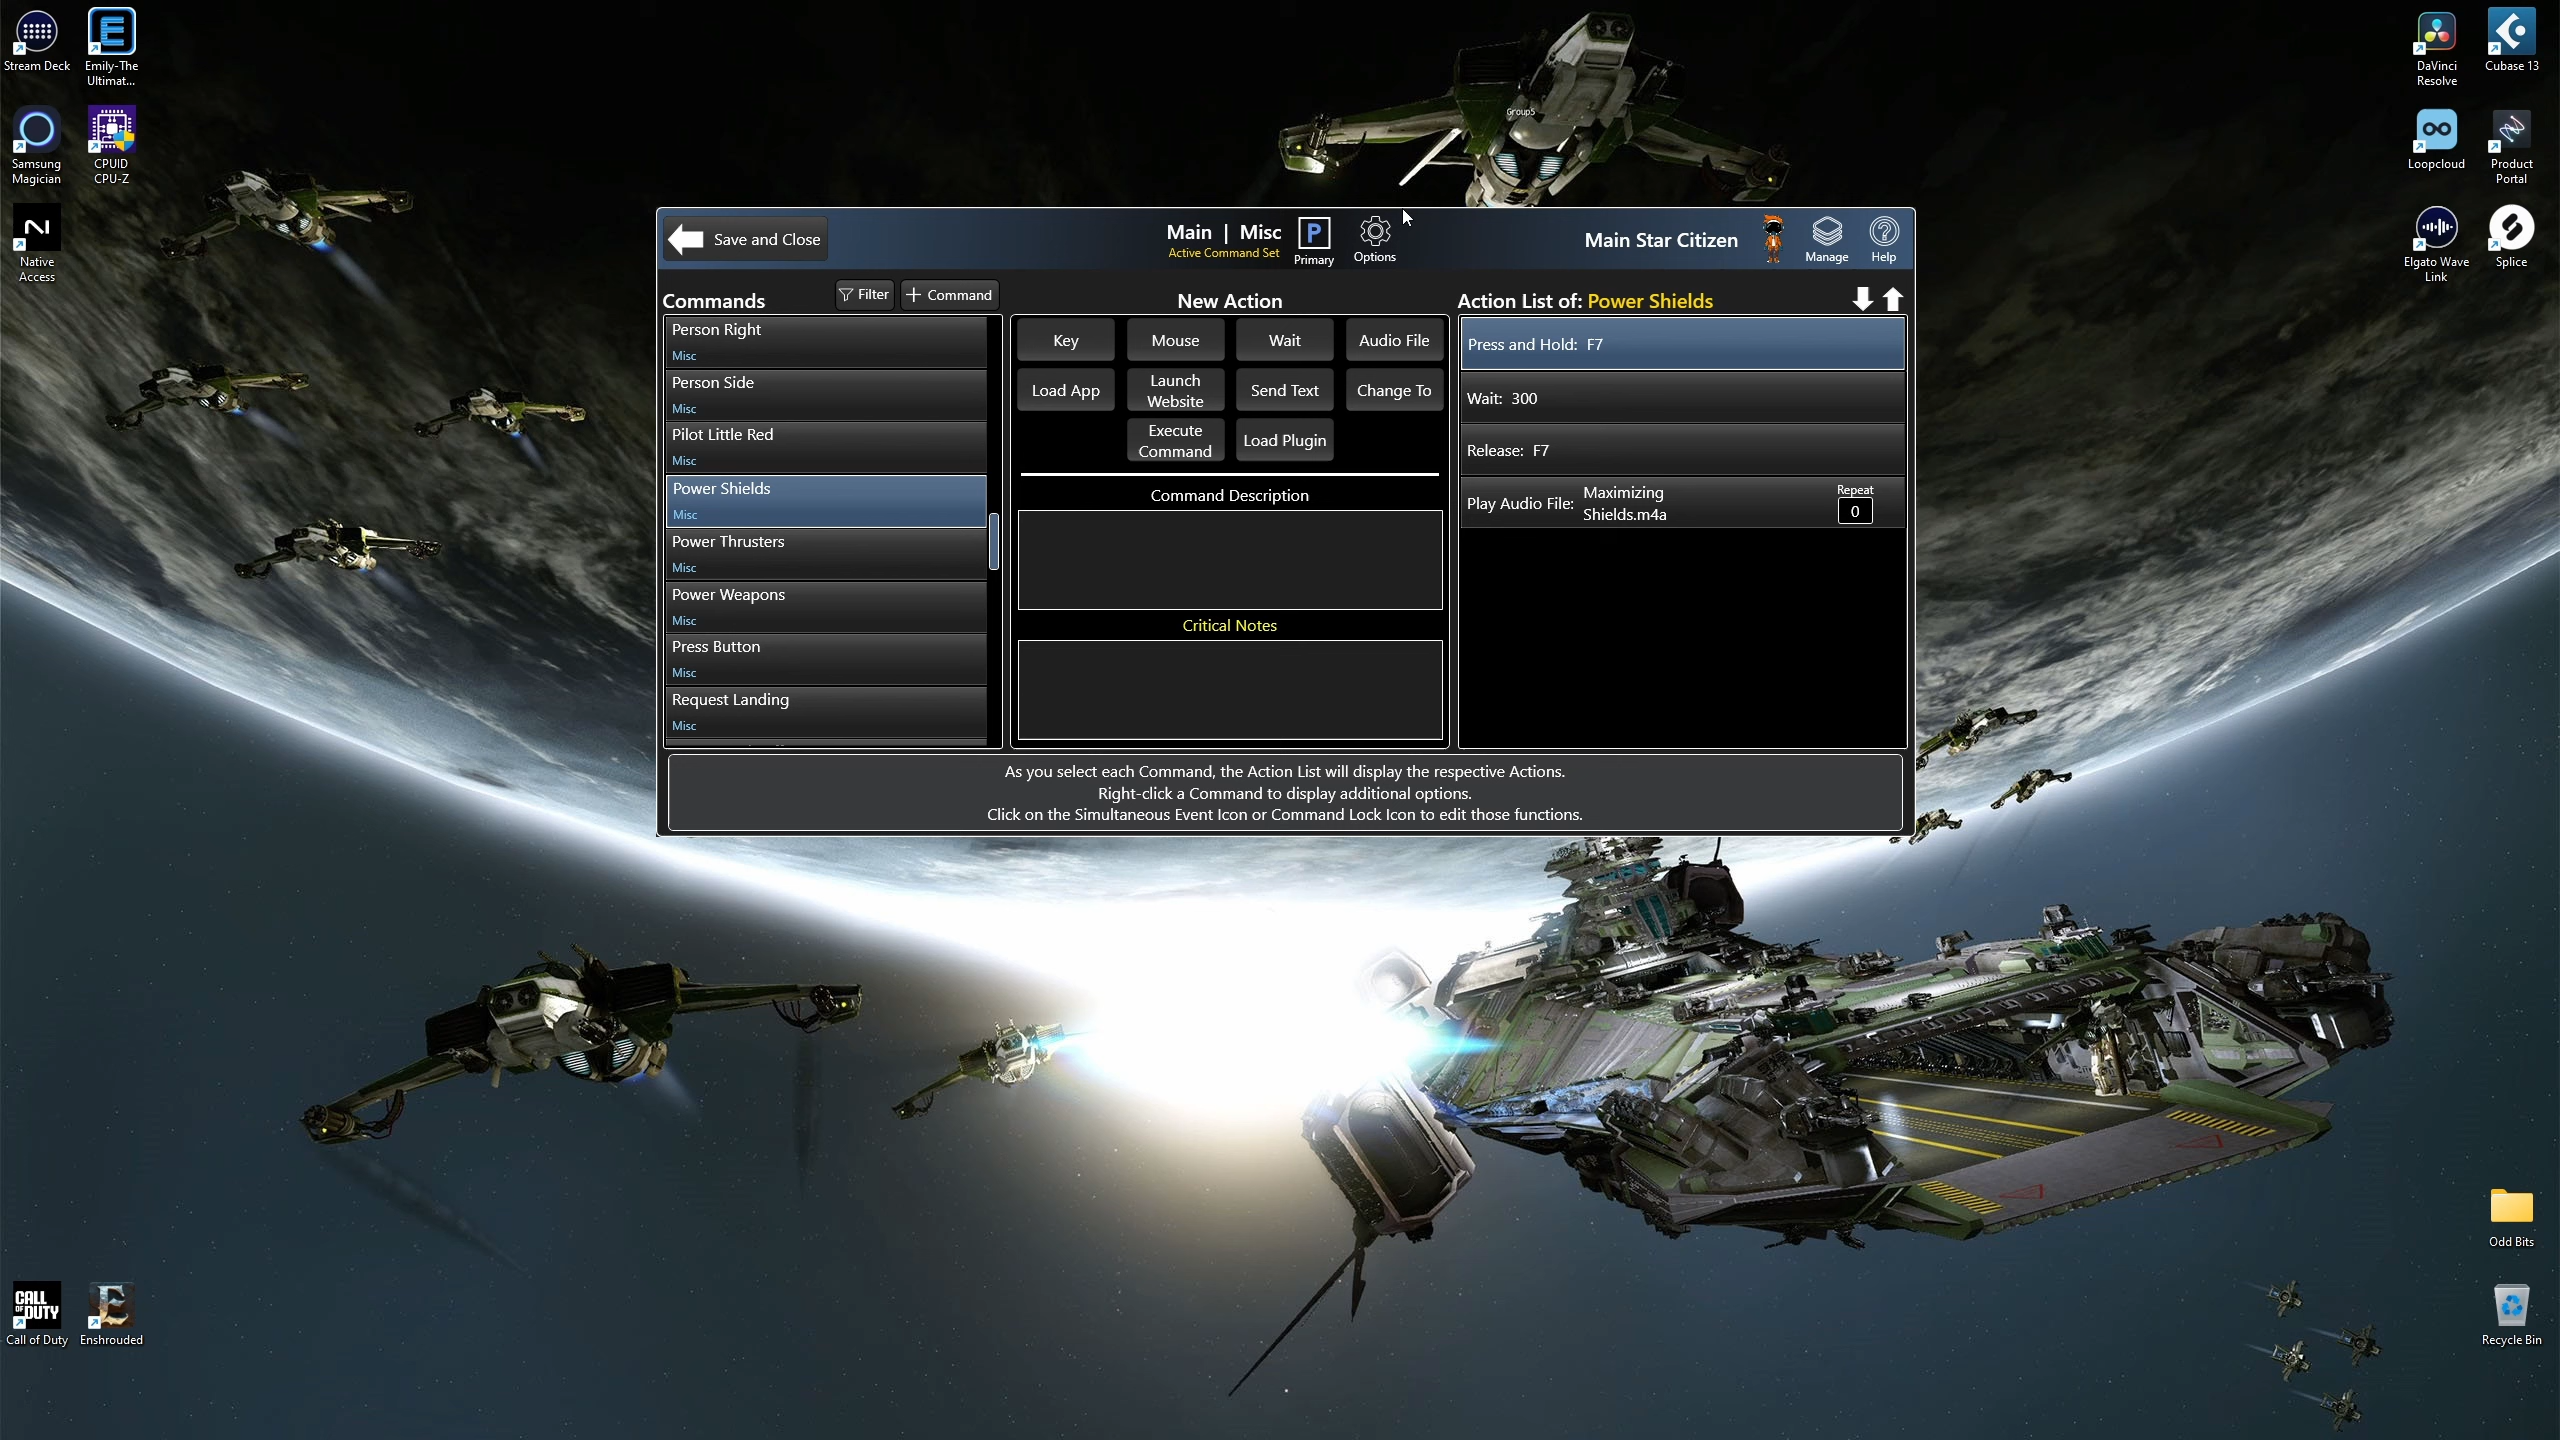 Stream Deck
Emily-The
Ultimat...
Samsung
Magician
CPUID
CPU-Z
Native
Access
DaVinci
Resolve
Cubase 13
Loopcloud
Product
Portal
Elgato Wave
Link
Splice
Group5
Save and Close
Main | Misc
Active Command Set
P
Primary
Options
Main Star Citizen
Manage
Help
Commands
Filter
+ Command
New Action
Action List of: Power Shields
Person Right
Misc
Person Side
Misc
Pilot Little Red
Misc
Power Shields
Misc
Power Thrusters
Misc
Power Weapons
Misc
Press Button
Misc
Request Landing
Misc
Key
Mouse
Wait
Audio File
Load App
Launch
Website
Send Text
Change To
Execute
Command
Load Plugin
Command Description
Critical Notes
Press and Hold: F7
Wait: 300
Release: F7
Play Audio File: Maximizing
Shields.m4a
Repeat
0
As you select each Command, the Action List will display the respective Actions.
Right-click a Command to display additional options.
Click on the Simultaneous Event Icon or Command Lock Icon to edit those functions.
CALL
OF DUTY
Call of Duty
Enshrouded
Odd Bits
Recycle Bin